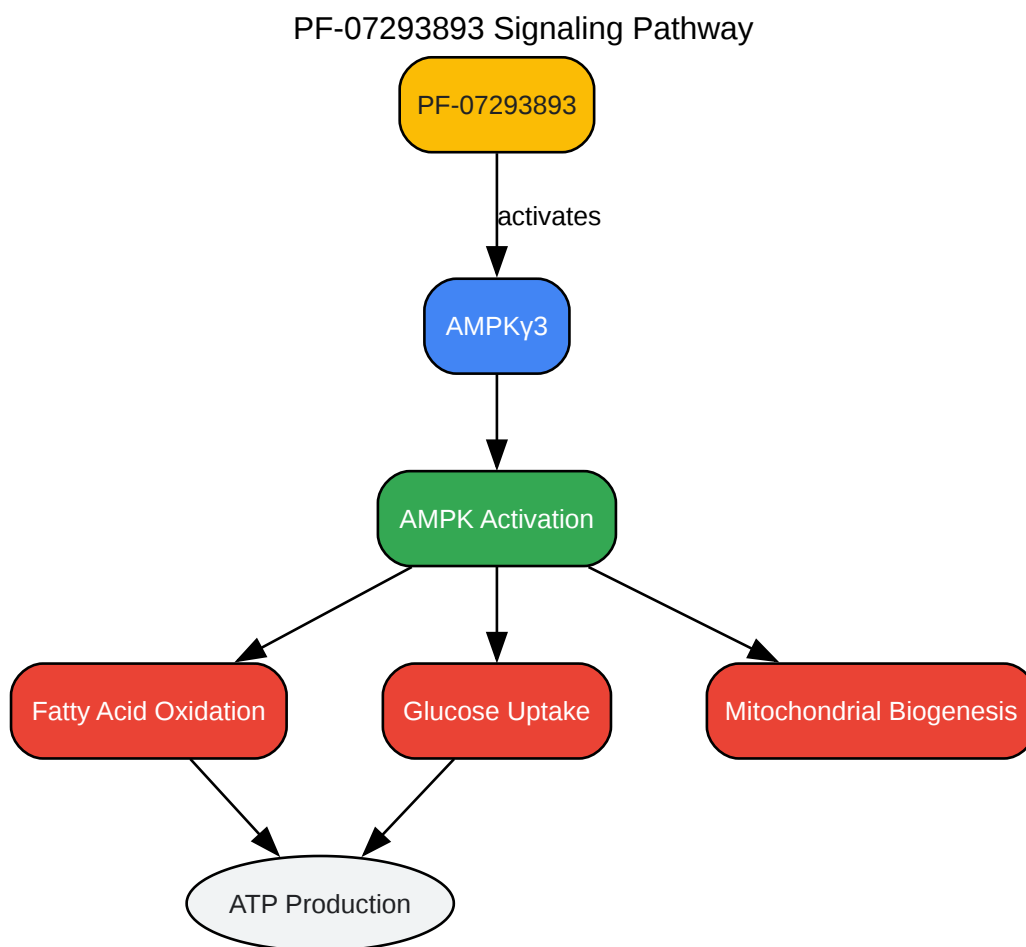 PF-07293893 Signaling Pathway
PF-07293893
activates
AMPKγ3
AMPK Activation
Fatty Acid Oxidation
Glucose Uptake
Mitochondrial Biogenesis
ATP Production